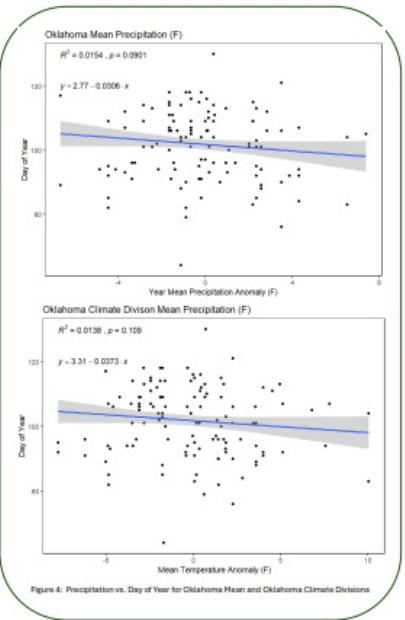 Oklahoma Mean Precipitation (F)
R² = 0.0154 , p = 0.0901
y = 2.77 − 0.0306 · x
120
100
80
Day of Year
-4
0
4
8
Year Mean Precipitation Anomaly (F)
Oklahoma Climate Divison Mean Precipitation (F)
R² = 0.0138 , p = 0.109
y = 3.31 − 0.0373 · x
120
100
80
Day of Year
-5
0
5
10
Mean Temperature Anomaly (F)
Figure 4: Precipitation vs. Day of Year for Oklahoma Mean and Oklahoma Climate Divisions